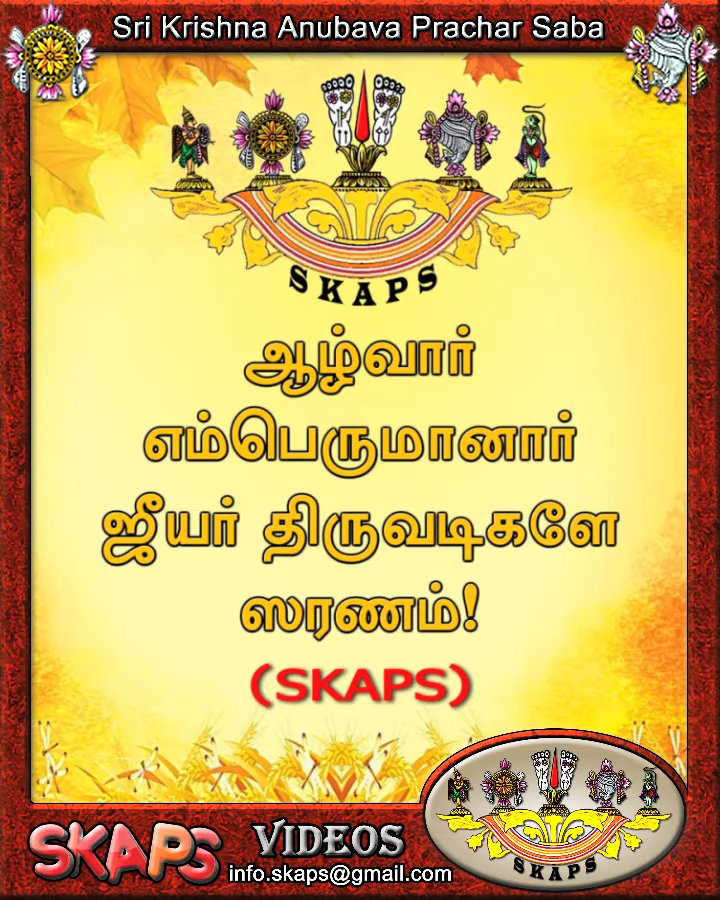 Sri Krishna Anubava Prachar Saba
SKAPS
ஆழ்வார்
எம்பெருமானார்
ஜீயர் திருவடிகளே
ஸரணம்!
(SKAPS)
SKAPS VIDEOS
info.skaps@gmail.com
SKAPS